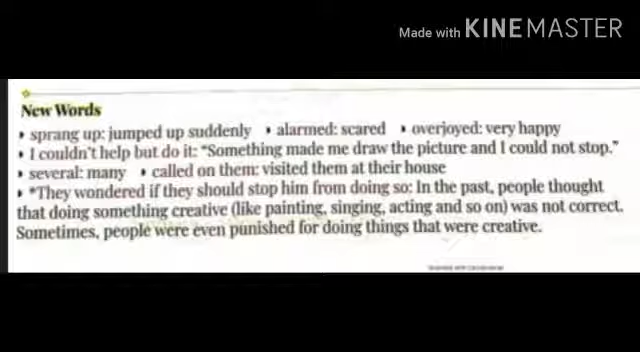 Made with KINEMASTER
New Words
‣ sprang up: jumped up suddenly ‣ alarmed: scared ‣ overjoyed: very happy
‣ I couldn't help but do it: "Something made me draw the picture and I could not stop."
‣ several: many ‣ called on them: visited them at their house
‣ *They wondered if they should stop him from doing so: In the past, people thought
that doing something creative (like painting, singing, acting and so on) was not correct.
Sometimes, people were even punished for doing things that were creative.